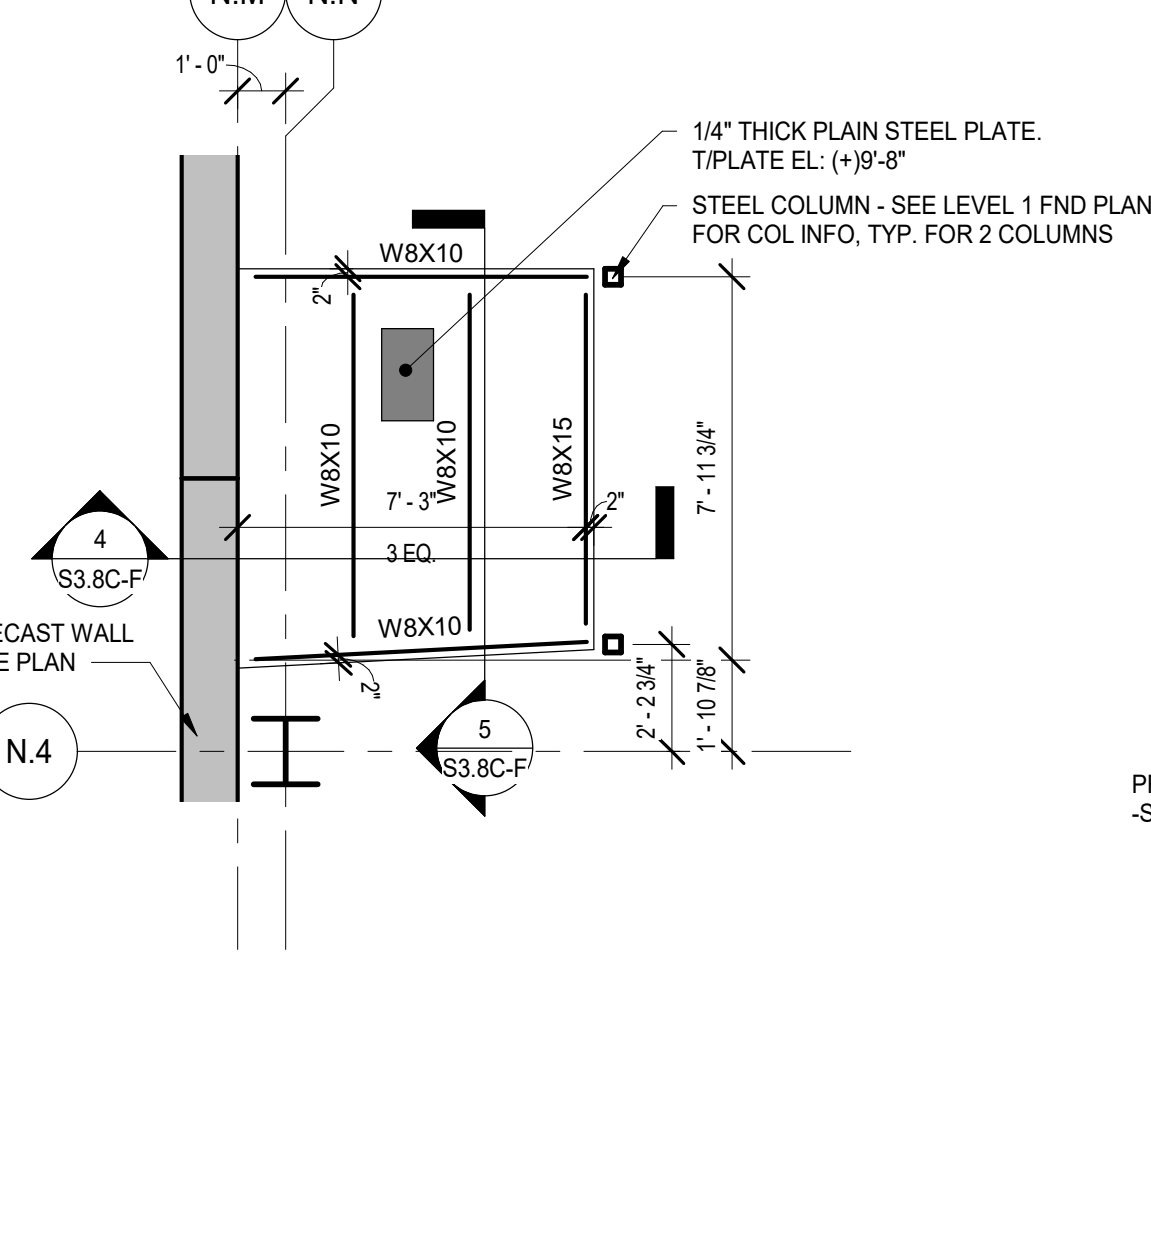 N.M
N.N
1' - 0"
1/4" THICK PLAIN STEEL PLATE.
T/PLATE EL: (+)9'-8"
STEEL COLUMN - SEE LEVEL 1 FND PLAN
FOR COL INFO, TYP. FOR 2 COLUMNS
W8X10
2"
W8X10
W8X10
W8X15
7' - 11 3/4"
7' - 3"
2"
3 EQ.
4
S3.8C-F
W8X10
2"
ECAST WALL
E PLAN
2' - 2 3/4"
1' - 10 7/8"
N.4
5
S3.8C-F
-S